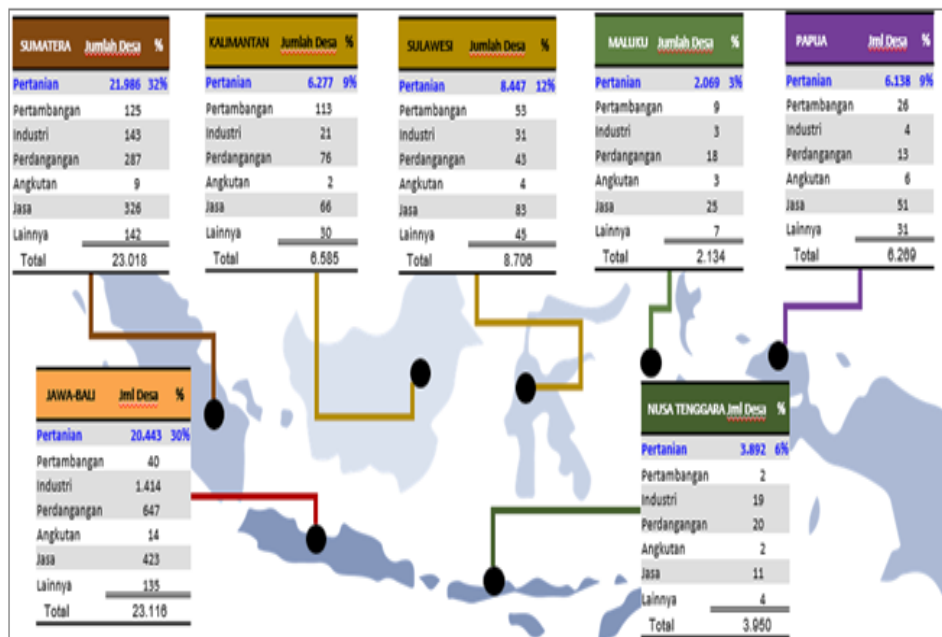 SUMATERA Jumlah Desa %
Pertanian 21.986 32%
Pertambangan 125
Industri 143
Perdangangan 287
Angkutan 9
Jasa 326
Lainnya 142
Total 23.018
KALIMANTAN Jumlah Desa %
Pertanian 6.277 9%
Pertambangan 113
Industri 21
Perdangangan 76
Angkutan 2
Jasa 66
Lainnya 30
Total 6.585
SULAWESI Jumlah Desa %
Pertanian 8.447 12%
Pertambangan 53
Industri 31
Perdangangan 43
Angkutan 4
Jasa 83
Lainnya 45
Total 8.706
MALUKU Jumlah Desa %
Pertanian 2.069 3%
Pertambangan 9
Industri 3
Perdangangan 18
Angkutan 3
Jasa 25
Lainnya 7
Total 2.134
PAPUA Jml Desa %
Pertanian 6.138 9%
Pertambangan 26
Industri 4
Perdangangan 13
Angkutan 6
Jasa 51
Lainnya 31
Total 6.269
JAWA-BALI Jml Desa %
Pertanian 20.443 30%
Pertambangan 40
Industri 1.414
Perdangangan 647
Angkutan 14
Jasa 423
Lainnya 135
Total 23.116
NUSA TENGGARA Jml Desa %
Pertanian 3.892 6%
Pertambangan 2
Industri 19
Perdangangan 20
Angkutan 2
Jasa 11
Lainnya 4
Total 3.950